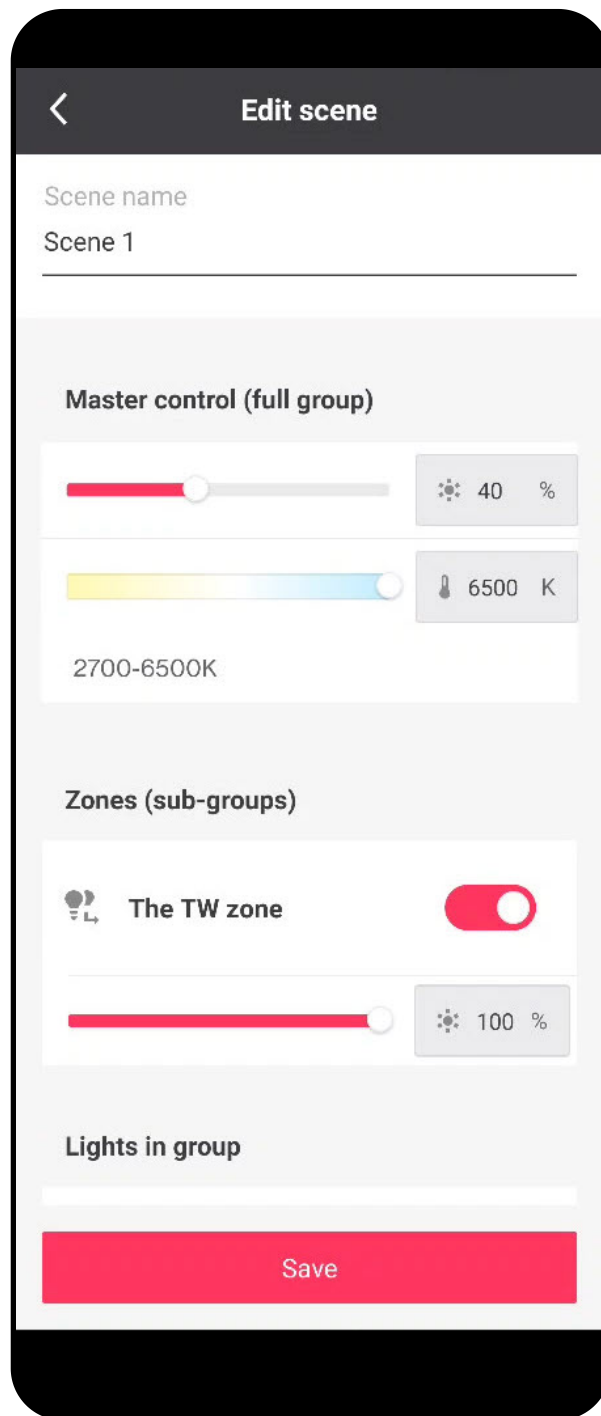 Edit scene
Scene name
Scene 1
Master control (full group)
40 %
6500 K
2700-6500K
Zones (sub-groups)
The TW zone
100 %
Lights in group
Save